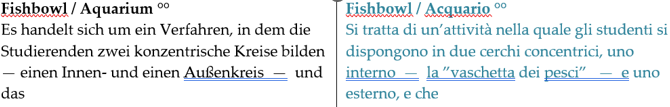 Fishbowl / Aquarium °°
Es handelt sich um ein Verfahren, in dem die
Studierenden zwei konzentrische Kreise bilden
— einen Innen- und einen Außenkreis — und
das
Fishbowl / Acquario °°
Si tratta di un’attività nella quale gli studenti si
dispongono in due cerchi concentrici, uno
interno — la ”vaschetta dei pesci” — e uno
esterno, e che